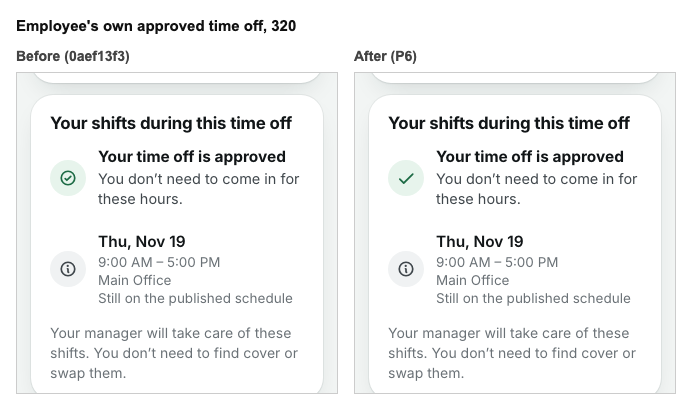 Employee's own approved time off, 320
Before (0aef13f3)
Your shifts during this time off
Your time off is approved
You don’t need to come in for
these hours.
Thu, Nov 19
9:00 AM – 5:00 PM
Main Office
Still on the published schedule
Your manager will take care of these
shifts. You don’t need to find cover or
swap them.
After (P6)
Your shifts during this time off
Your time off is approved
You don’t need to come in for
these hours.
Thu, Nov 19
9:00 AM – 5:00 PM
Main Office
Still on the published schedule
Your manager will take care of these
shifts. You don’t need to find cover or
swap them.